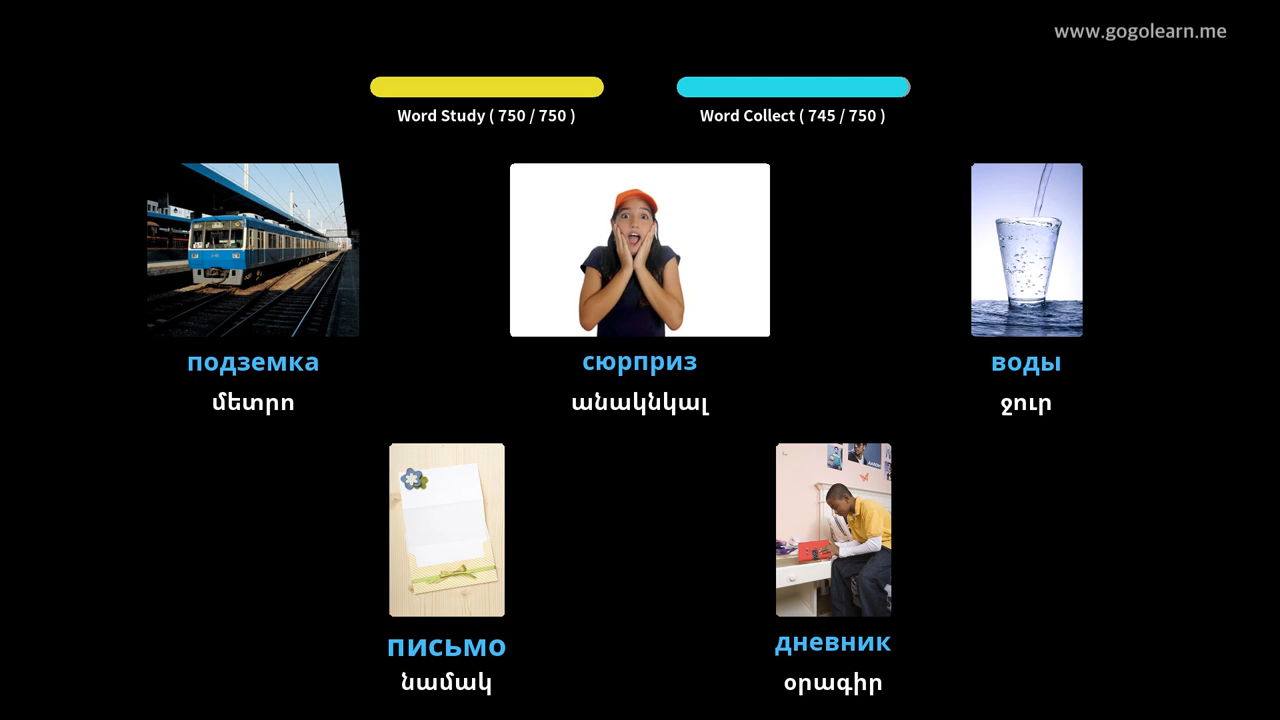 www.gogolearn.me
Word Study ( 750 / 750 )
Word Collect ( 745 / 750 )
подземка
сюрприз
воды
մետրո
անակնկալ
ջուր
письмо
дневник
նամակ
օրագիր